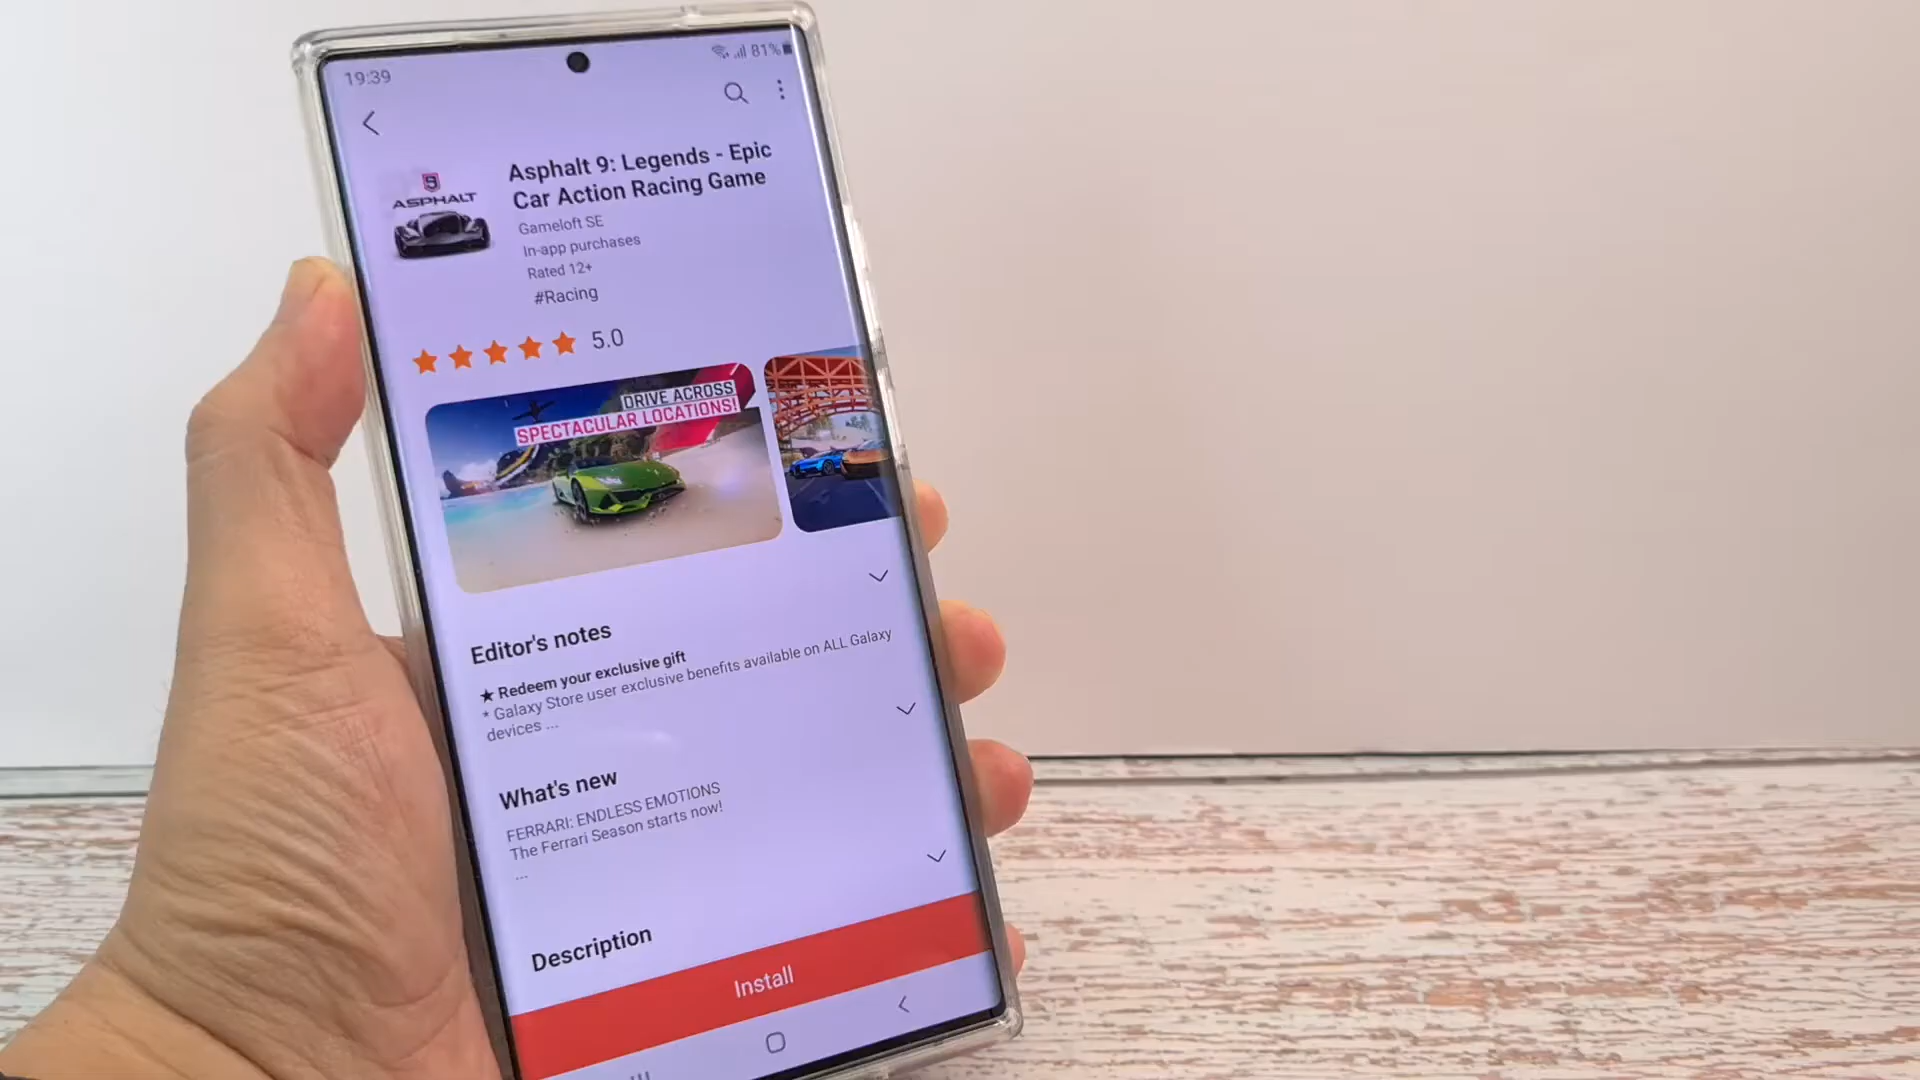 19:39
81%
9
ASPHALT
Asphalt 9: Legends - Epic
Car Action Racing Game
Gameloft SE
In-app purchases
Rated 12+
#Racing
5.0
DRIVE ACROSS
SPECTACULAR LOCATIONS!
Editor's notes
★ Redeem your exclusive gift
* Galaxy Store user exclusive benefits available on ALL Galaxy
devices ...
What's new
FERRARI: ENDLESS EMOTIONS
The Ferrari Season starts now!
...
Description
Install